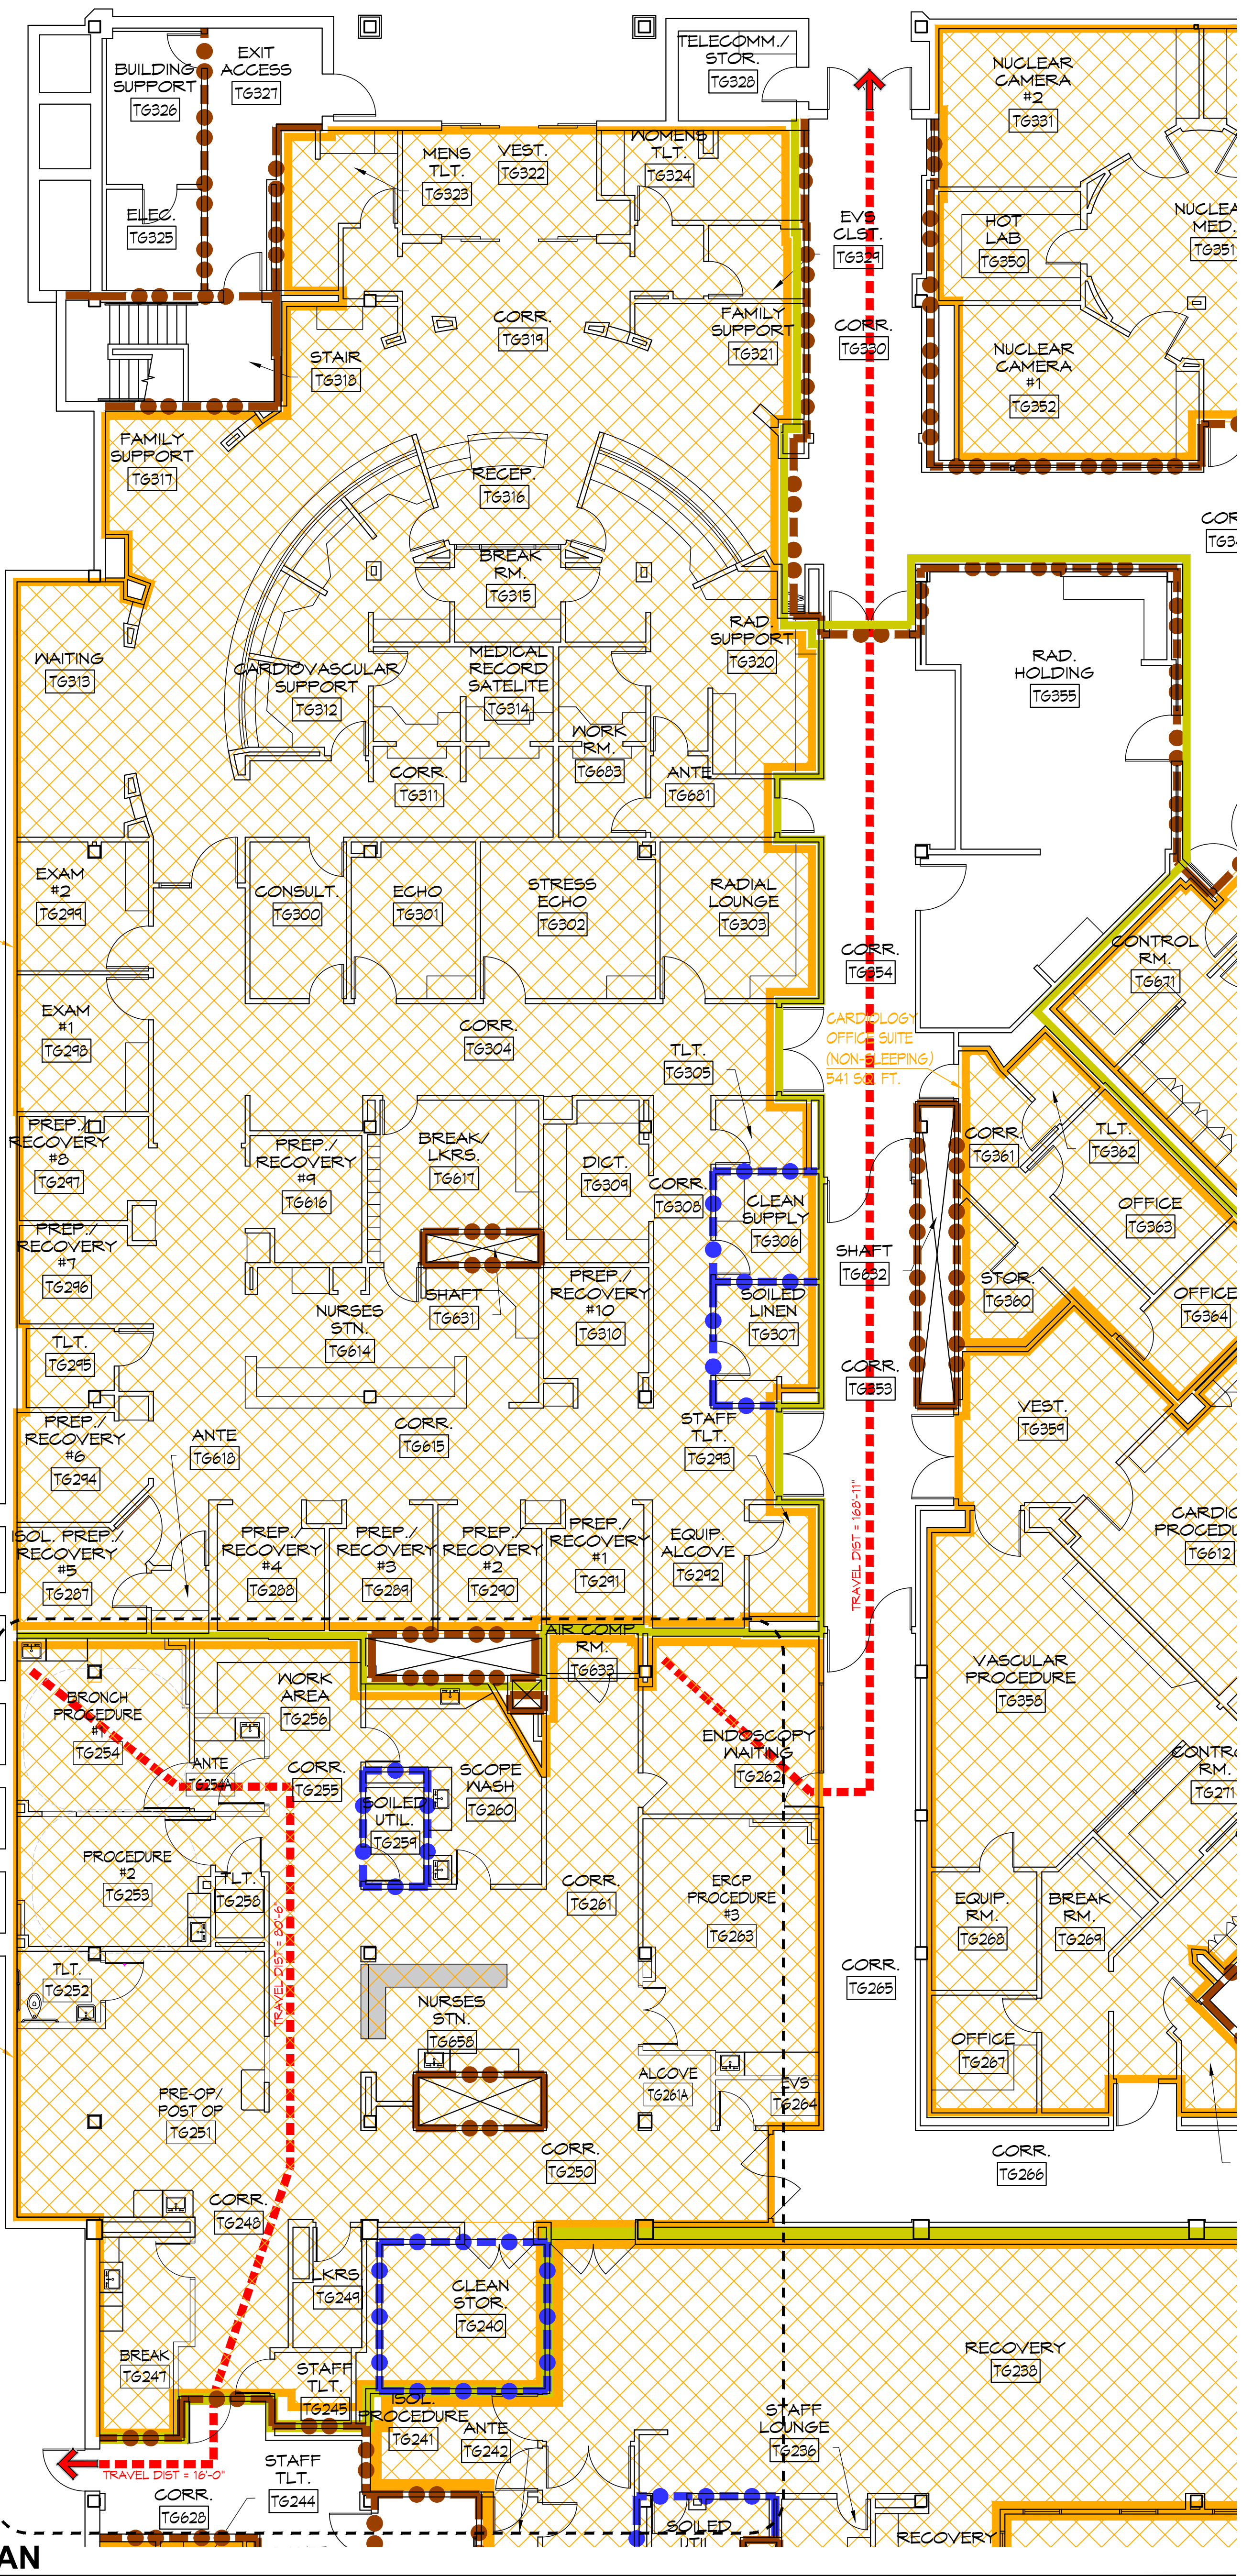 BUILDING
SUPPORT
TG326
EXIT
ACCESS
TG327
TELECOMM./
STOR.
TG328
NUCLEAR
CAMERA
#2
TG331
MENS
TLT.
TG323
VEST.
TG322
WOMENS
TLT.
TG324
ELEC.
TG325
EVS
CLST.
TG329
HOT
LAB
TG350
MED.
TG351
CORR.
TG319
FAMILY
SUPPORT
TG321
CORR.
TG330
STAIR
TG318
NUCLEAR
CAMERA
#1
TG352
FAMILY
SUPPORT
TG317
RECEP.
TG316
BREAK
RM.
TG315
RAD.
SUPPORT
TG320
WAITING
TG313
CARDIOVASCULAR
SUPPORT
TG312
MEDICAL
RECORD
SATELITE
TG314
RAD.
HOLDING
TG355
WORK
RM.
TG683
CORR.
TG311
ANTE
TG681
EXAM
#2
TG299
CONSULT.
TG300
ECHO
TG301
STRESS
ECHO
TG302
RADIAL
LOUNGE
TG303
CORR.
TG354
CONTROL
RM.
TG671
EXAM
#1
TG298
CORR.
TG304
TLT.
TG305
CARDIOLOGY
OFFICE SUITE
(NON-SLEEPING)
541 SQ. FT.
PREP./
RECOVERY
#8
TG297
PREP./
RECOVERY
#9
TG616
BREAK/
LKRS.
TG617
DICT.
TG309
CORR.
TG308
CLEAN
SUPPLY
TG306
CORR.
TG361
TLT.
TG362
OFFICE
TG363
PREP./
RECOVERY
#7
TG296
SHAFT
TG631
PREP./
RECOVERY
#10
TG310
SOILED
LINEN
TG307
SHAFT
TG632
STOR.
TG360
OFFICE
TG364
NURSES
STN.
TG614
TLT.
TG295
CORR.
TG353
PREP./
RECOVERY
#6
TG294
ANTE
TG618
CORR.
TG615
STAFF
TLT.
TG293
VEST.
TG359
TRAVEL DIST = 168'-11"
TG612
ISOL. PREP./
RECOVERY
#5
TG287
PREP./
RECOVERY
#4
TG288
PREP./
RECOVERY
#3
TG289
PREP./
RECOVERY
#2
TG290
PREP./
RECOVERY
#1
TG291
EQUIP.
ALCOVE
TG292
AIR COMP
RM.
TG633
BRONCH
PROCEDURE
#1
TG254
WORK
AREA
TG256
VASCULAR
PROCEDURE
TG358
ANTE
TG254A
CORR.
TG255
SCOPE
WASH
TG260
ENDOSCOPY
WAITING
TG262
RM.
TG271
SOILED
UTIL.
TG259
PROCEDURE
#2
TG253
TLT.
TG258
CORR.
TG261
ERCP
PROCEDURE
#3
TG263
EQUIP.
RM.
TG268
BREAK
RM.
TG269
TRAVEL DIST = 80'-6"
TLT.
TG252
NURSES
STN.
TG658
CORR.
TG265
OFFICE
TG267
PRE-OP/
POST OP
TG251
ALCOVE
TG261A
EVS
TG264
CORR.
TG250
CORR.
TG266
CORR.
TG248
LKRS.
TG249
CLEAN
STOR.
TG240
RECOVERY
TG238
BREAK
TG247
STAFF
TLT.
TG245
ISOL.
PROCEDURE
TG241
ANTE
TG242
STAFF
LOUNGE
TG236
TRAVEL DIST = 16'-0"
STAFF
TLT.
TG244
CORR.
TG628
SOILED
UTIL
RECOVERY